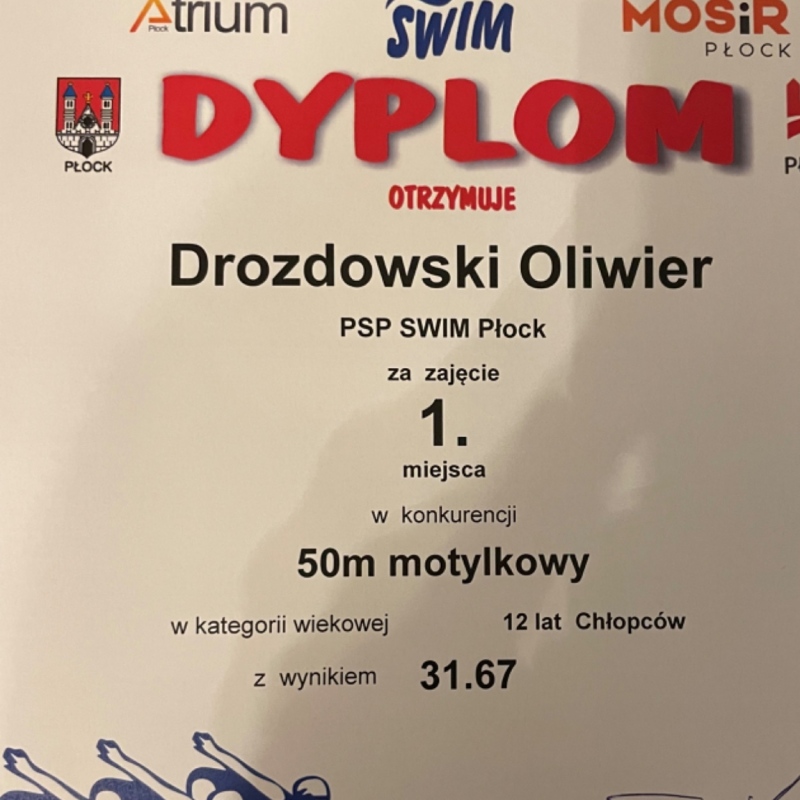 Atrium
Płock
SWIM
MOSiR
PŁOCK
PŁOCK
DYPLOM
OTRZYMUJE
Drozdowski Oliwier
PSP SWIM Płock
za zajęcie
1.
miejsca
w konkurencji
50m motylkowy
w kategorii wiekowej 12 lat Chłopców
z wynikiem 31.67